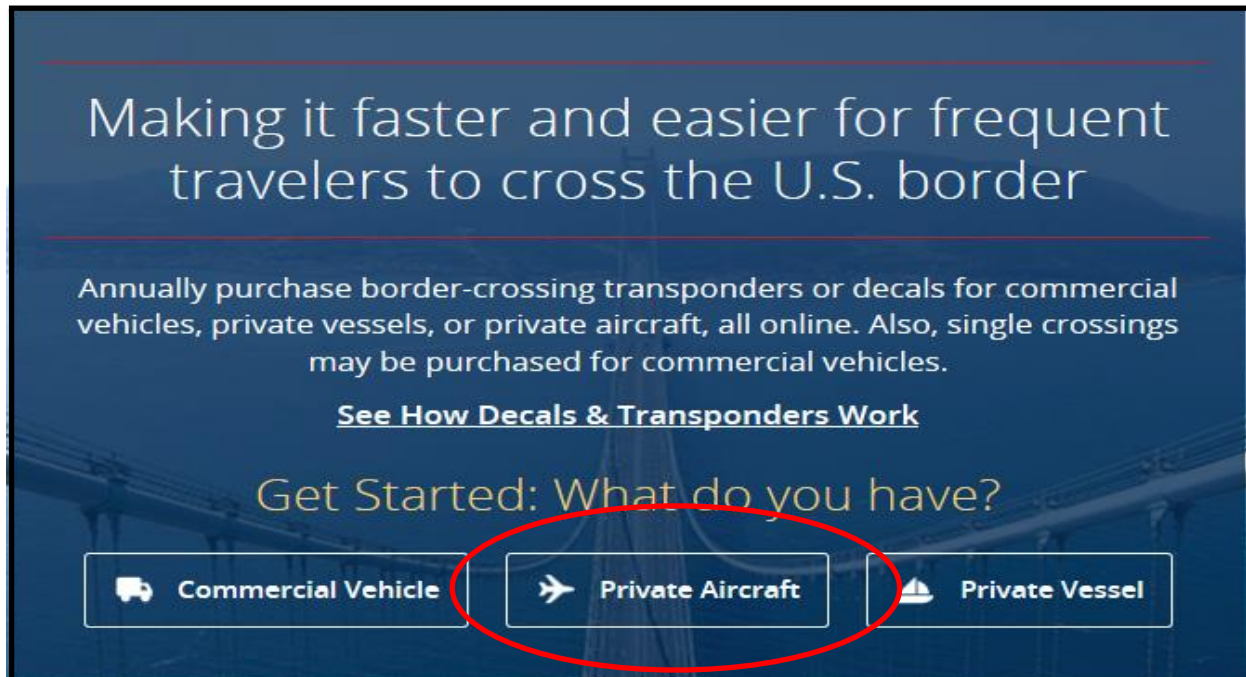 Making it faster and easier for frequent
travelers to cross the U.S. border
Annually purchase border-crossing transponders or decals for commercial
vehicles, private vessels, or private aircraft, all online. Also, single crossings
may be purchased for commercial vehicles.
See How Decals & Transponders Work
Get Started: What do you have?
Commercial Vehicle
Private Aircraft
Private Vessel